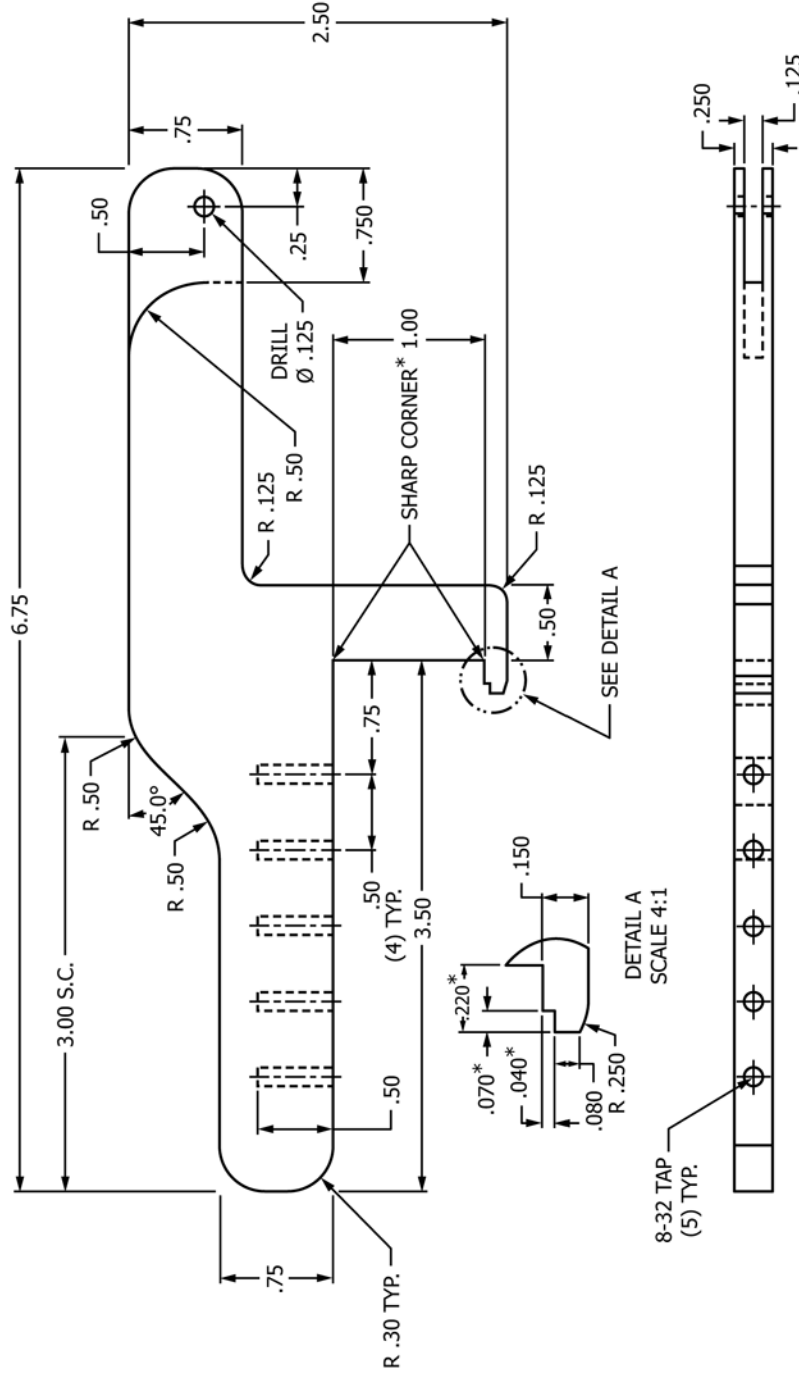 6.75
3.00 S.C.
R .50
45.0°
R .50
.75
R .30 TYP.
.50
.50
(4) TYP.
3.50
.75
.50
.75
2.50
DRILL
Ø .125
R .50
.25
.750
R .125
SHARP CORNER*
1.00
R .125
.50
SEE DETAIL A
.220*
.070*
.040*
.080
R .250
.150
DETAIL A
SCALE 4:1
8-32 TAP
(5) TYP.
.250
.125